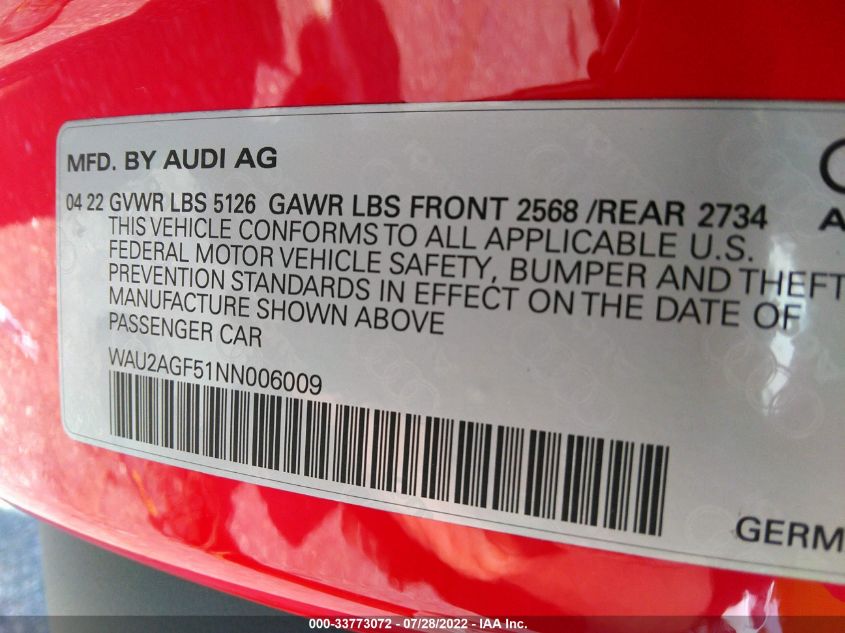 MFD. BY AUDI AG
04 22 GVWR LBS 5126 GAWR LBS FRONT 2568 /REAR 2734
THIS VEHICLE CONFORMS TO ALL APPLICABLE U.S.
FEDERAL MOTOR VEHICLE SAFETY, BUMPER AND THEFT
PREVENTION STANDARDS IN EFFECT ON THE DATE OF
MANUFACTURE SHOWN ABOVE
PASSENGER CAR
WAU2AGF51NN006009
GERM
A
000-33773072 - 07/28/2022 - IAA Inc.